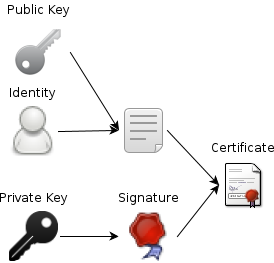 Public Key
Identity
Certificate
Private Key
Signature